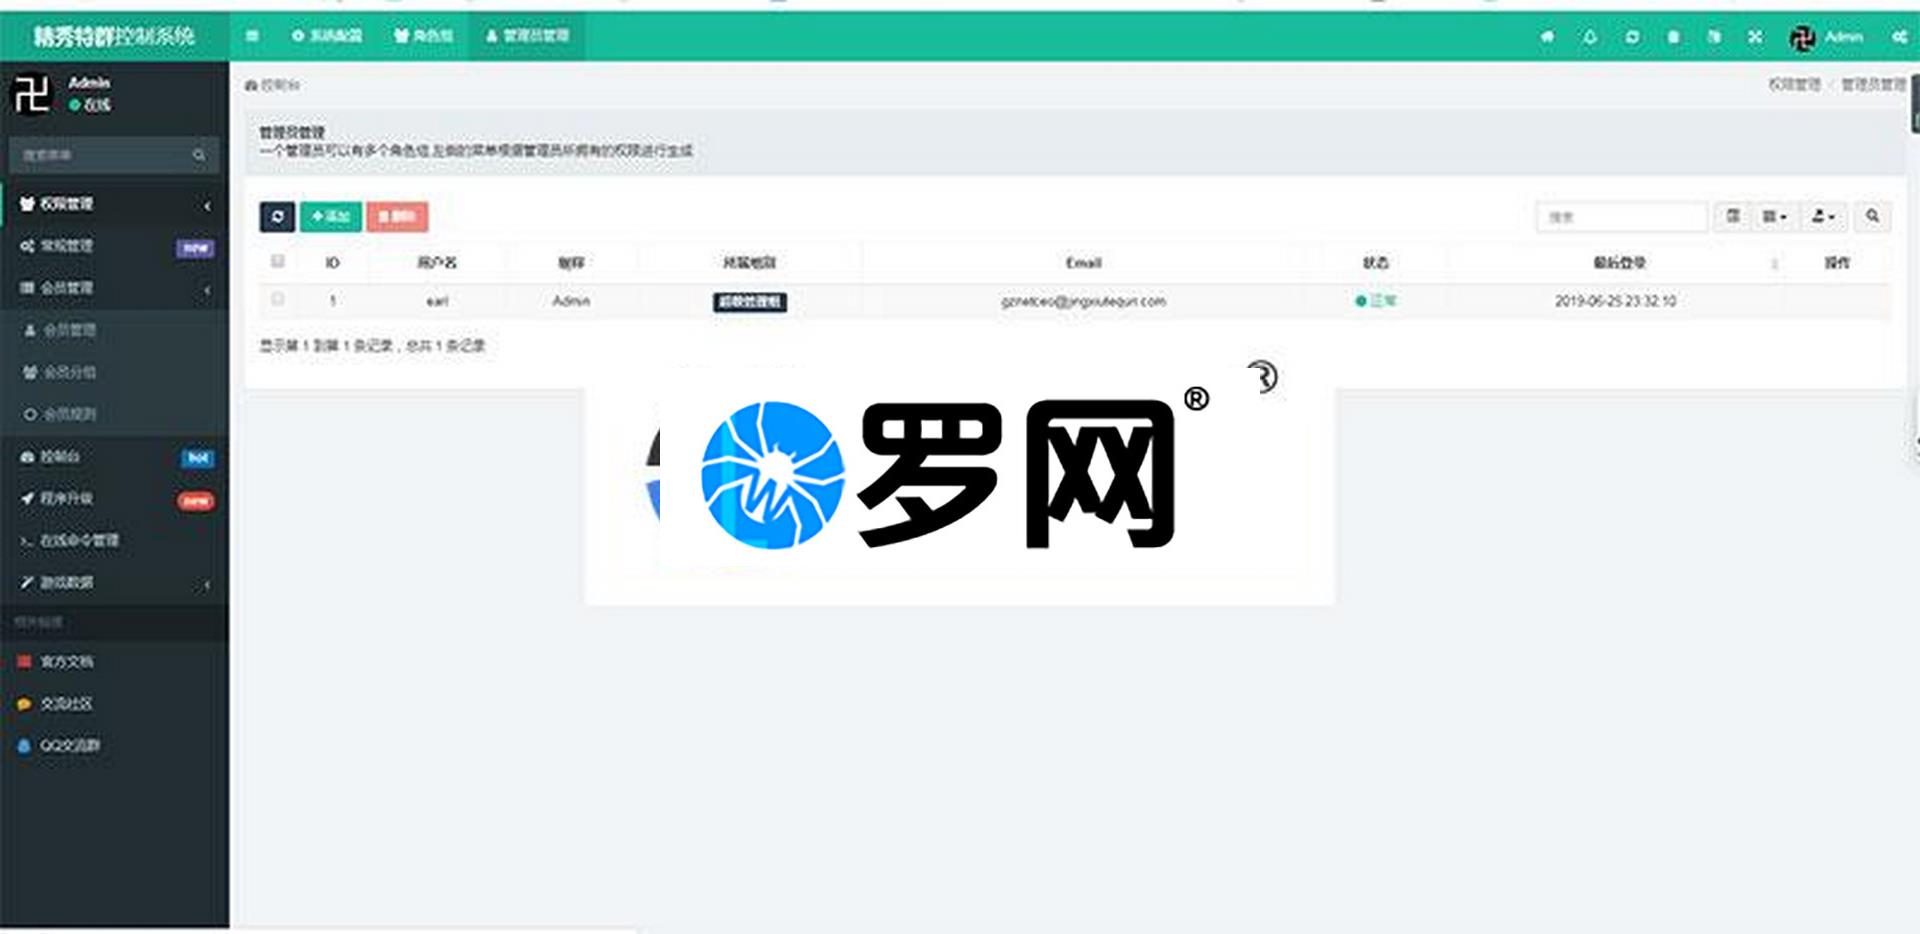 精秀特群控制系统
系统配置
角色组
管理员管理
Admin
Admin
在线
控制台
权限管理 / 管理员管理
搜索菜单
管理员管理
一个管理员可以有多个角色组,左侧的菜单根据管理员所拥有的权限进行生成
权限管理
常规管理 new
会员管理
会员管理
会员分组
会员规则
控制台 hot
程序升级 new
在线命令管理
游戏数据
相关链接
官方文档
交流社区
QQ交流群
添加
删除
搜索
ID 用户名 昵称 所属组别 Email 状态 最后登录 操作
1 earl Admin 超级管理组 正常 2019-06-25 23:32:10
显示第 1 到第 1 条记录，总共 1 条记录
罗网®
®